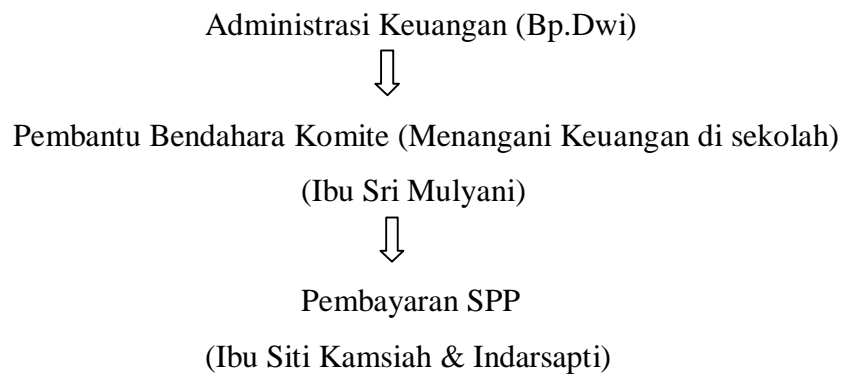 Administrasi Keuangan (Bp.Dwi)
Pembantu Bendahara Komite (Menangani Keuangan di sekolah)
(Ibu Sri Mulyani)
Pembayaran SPP
(Ibu Siti Kamsiah & Indarsapti)